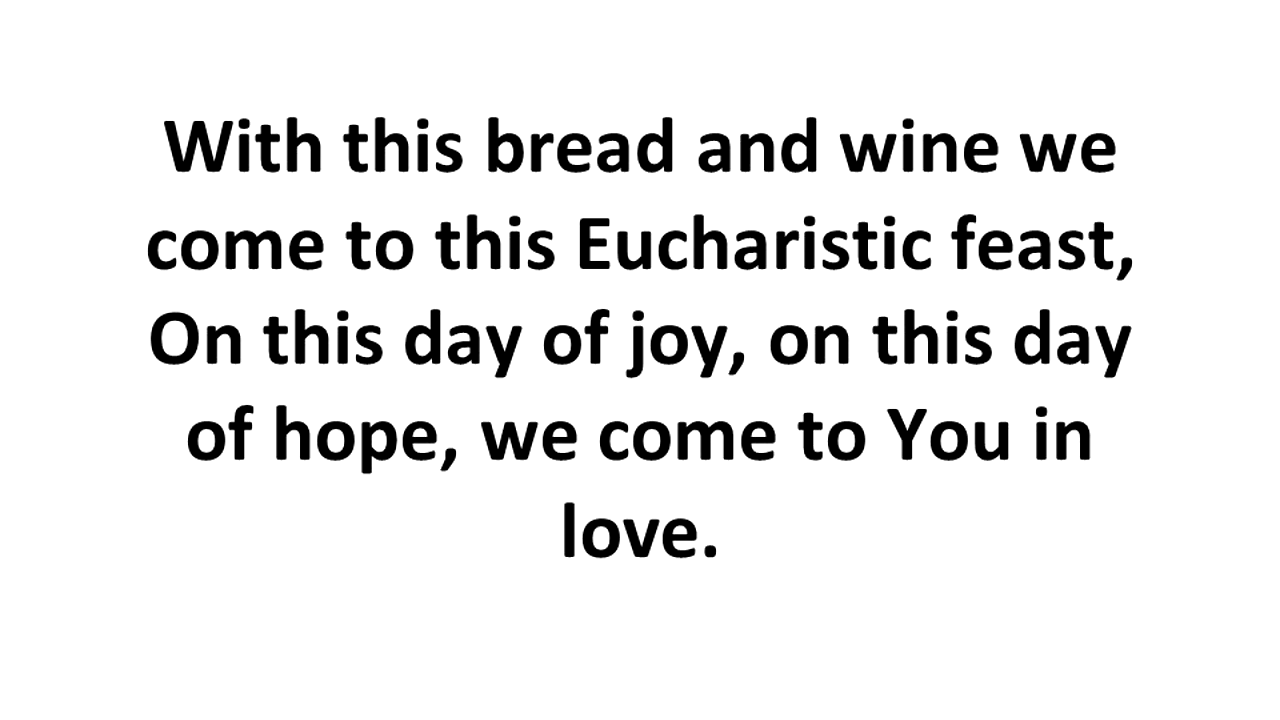 With this bread and wine we
come to this Eucharistic feast,
On this day of joy, on this day
of hope, we come to You in
love.